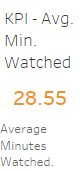 KPI - Avg.
Min.
Watched
28.55
Average
Minutes
Watched.